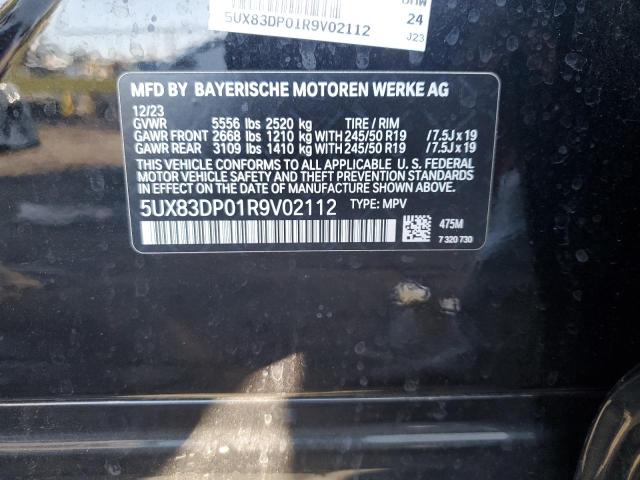 5UX83DP01R9V02112
24
J23
MFD BY BAYERISCHE MOTOREN WERKE AG
12/23
GVWR 5556 lbs 2520 kg TIRE / RIM
GAWR FRONT 2668 lbs 1210 kg WITH 245/50 R19 /7.5J x 19
GAWR REAR 3109 lbs 1410 kg WITH 245/50 R19 /7.5J x 19
THIS VEHICLE CONFORMS TO ALL APPLICABLE U. S. FEDERAL
MOTOR VEHICLE SAFETY AND THEFT PREVENTION STANDARDS
IN EFFECT ON THE DATE OF MANUFACTURE SHOWN ABOVE.
5UX83DP01R9V02112 TYPE: MPV
475M
7 320 730